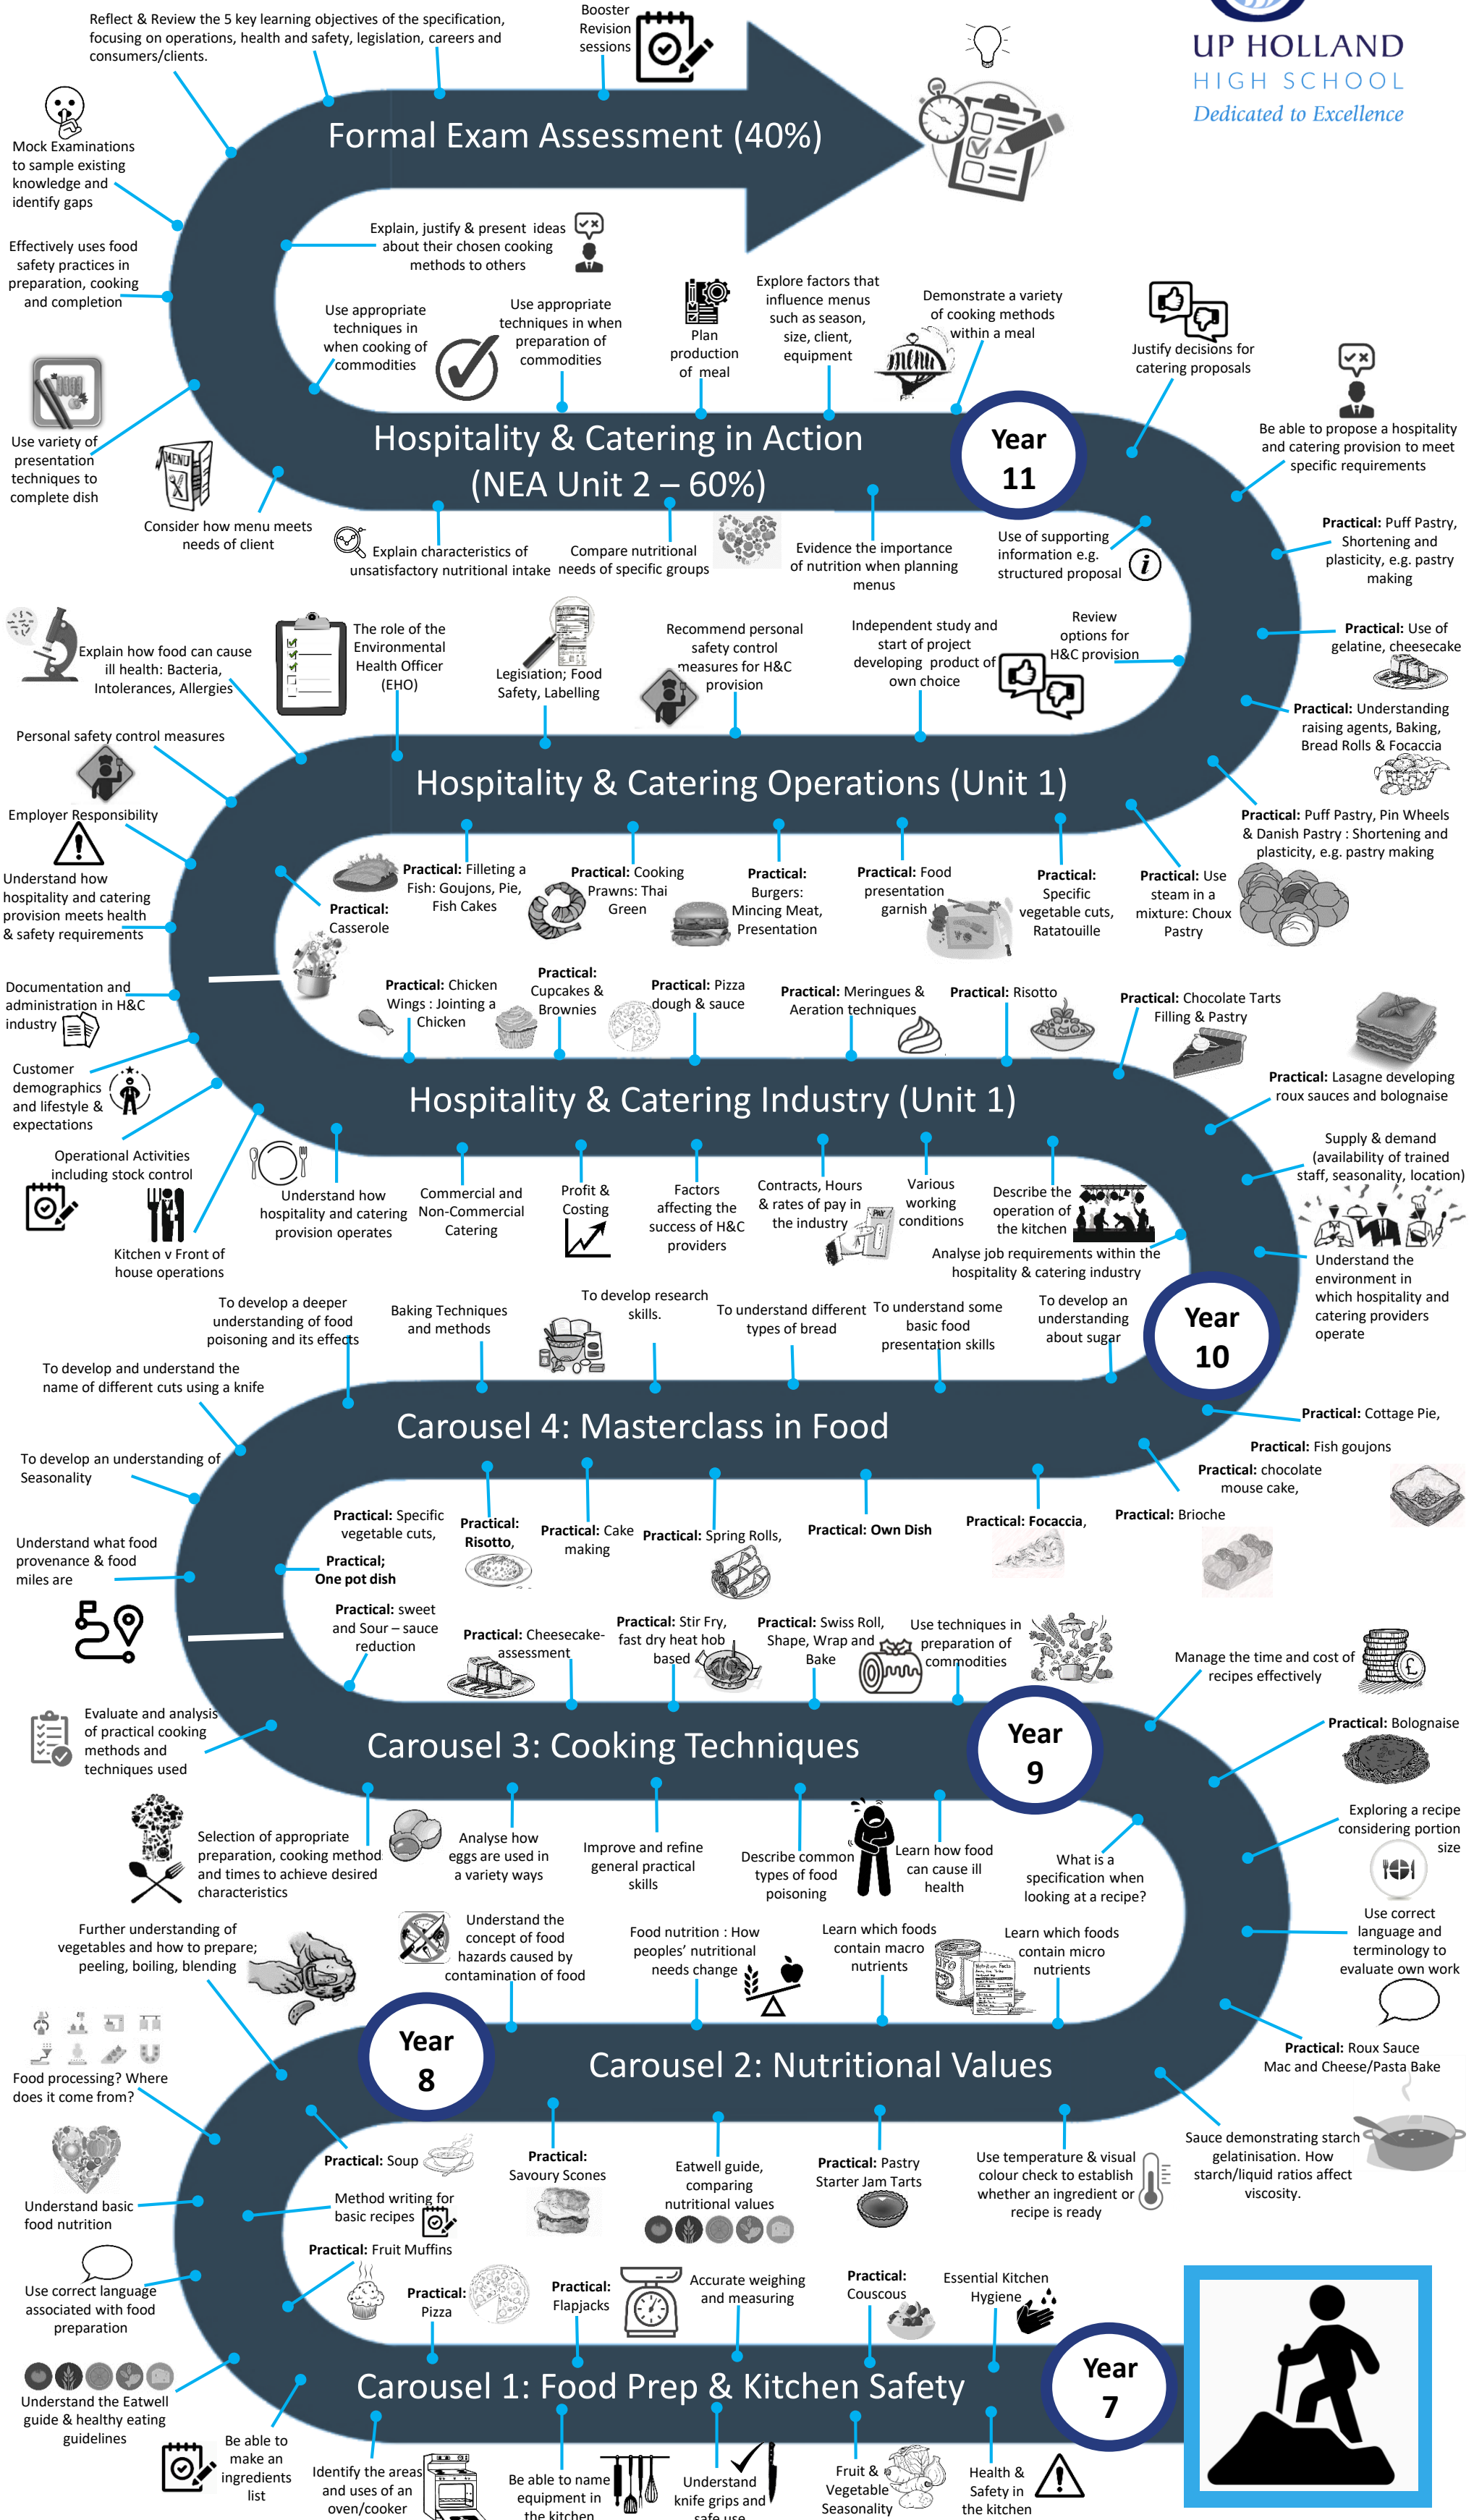 Reflect & Review the 5 key learning objectives of the specification,
focusing on operations, health and safety, legislation, careers and
consumers/clients.
Booster
Revision
sessions
UP HOLLAND
HIGH SCHOOL
Dedicated to Excellence
Formal Exam Assessment (40%)
Mock Examinations
to sample existing
knowledge and
identify gaps
Explain, justify & present ideas
about their chosen cooking
methods to others
Effectively uses food
safety practices in
preparation, cooking
and completion
Use appropriate
techniques in
when cooking of
commodities
Use appropriate
techniques in when
preparation of
commodities
Plan
production
of meal
Explore factors that
influence menus
such as season,
size, client,
equipment
Demonstrate a variety
of cooking methods
within a meal
menu
Justify decisions for
catering proposals
Be able to propose a hospitality
and catering provision to meet
specific requirements
Use variety of
presentation
techniques to
complete dish
MENU
Consider how menu meets
needs of client
Hospitality & Catering in Action
(NEA Unit 2 – 60%)
Year
11
Explain characteristics of
unsatisfactory nutritional intake
Compare nutritional
needs of specific groups
Evidence the importance
of nutrition when planning
menus
Use of supporting
information e.g.
structured proposal
i
Practical: Puff Pastry,
Shortening and
plasticity, e.g. pastry
making
Practical: Use of
gelatine, cheesecake
Practical: Understanding
raising agents, Baking,
Bread Rolls & Focaccia
Practical: Puff Pastry, Pin Wheels
& Danish Pastry : Shortening and
plasticity, e.g. pastry making
Explain how food can cause
ill health: Bacteria,
Intolerances, Allergies
The role of the
Environmental
Health Officer
(EHO)
Legislation; Food
Safety, Labelling
Recommend personal
safety control
measures for H&C
provision
Independent study and
start of project
developing product of
own choice
Review
options for
H&C provision
Personal safety control measures
Employer Responsibility
Understand how
hospitality and catering
provision meets health
& safety requirements
Hospitality & Catering Operations (Unit 1)
Practical:
Casserole
Practical: Filleting a
Fish: Goujons, Pie,
Fish Cakes
Practical: Cooking
Prawns: Thai
Green
Practical:
Burgers:
Mincing Meat,
Presentation
Practical: Food
presentation
garnish
Practical:
Specific
vegetable cuts,
Ratatouille
Practical: Use
steam in a
mixture: Choux
Pastry
Documentation and
administration in H&C
industry
Customer
demographics
and lifestyle &
expectations
Operational Activities
including stock control
Kitchen v Front of
house operations
Practical: Chicken
Wings : Jointing a
Chicken
Practical:
Cupcakes &
Brownies
Practical: Pizza
dough & sauce
Practical: Meringues &
Aeration techniques
Practical: Risotto
Practical: Chocolate Tarts
Filling & Pastry
Practical: Lasagne developing
roux sauces and bolognaise
Hospitality & Catering Industry (Unit 1)
Supply & demand
(availability of trained
staff, seasonality, location)
Understand how
hospitality and catering
provision operates
Commercial and
Non-Commercial
Catering
Profit &
Costing
Factors
affecting the
success of H&C
providers
Contracts, Hours
& rates of pay in
the industry
PAY
Various
working
conditions
Describe the
operation of
the kitchen
Analyse job requirements within the
hospitality & catering industry
Understand the
environment in
which hospitality and
catering providers
operate
Year
10
To develop a deeper
understanding of food
poisoning and its effects
Baking Techniques
and methods
To develop research
skills.
To understand different
types of bread
To understand some
basic food
presentation skills
To develop an
understanding
about sugar
To develop and understand the
name of different cuts using a knife
To develop an understanding of
Seasonality
Understand what food
provenance & food
miles are
Carousel 4: Masterclass in Food
Practical: Cottage Pie,
Practical: Fish goujons
Practical: chocolate
mouse cake,
Practical: Brioche
Practical: Specific
vegetable cuts,
Practical;
One pot dish
Practical:
Risotto,
Practical: Cake
making
Practical: Spring Rolls,
Practical: Own Dish
Practical: Focaccia,
Practical: sweet
and Sour – sauce
reduction
Practical: Cheesecake-
assessment
Practical: Stir Fry,
fast dry heat hob
based
Practical: Swiss Roll,
Shape, Wrap and
Bake
Use techniques in
preparation of
commodities
Manage the time and cost of
recipes effectively
£
Evaluate and analysis
of practical cooking
methods and
techniques used
Carousel 3: Cooking Techniques
Year
9
Practical: Bolognaise
Exploring a recipe
considering portion
size
Use correct
language and
terminology to
evaluate own work
Selection of appropriate
preparation, cooking method
and times to achieve desired
characteristics
Analyse how
eggs are used in
a variety ways
Improve and refine
general practical
skills
Describe common
types of food
poisoning
Learn how food
can cause ill
health
What is a
specification when
looking at a recipe?
Further understanding of
vegetables and how to prepare;
peeling, boiling, blending
Understand the
concept of food
hazards caused by
contamination of food
Food nutrition : How
peoples’ nutritional
needs change
Learn which foods
contain macro
nutrients
Nutrition Facts
Learn which foods
contain micro
nutrients
Year
8
Carousel 2: Nutritional Values
Practical: Roux Sauce
Mac and Cheese/Pasta Bake
Sauce demonstrating starch
gelatinisation. How
starch/liquid ratios affect
viscosity.
Food processing? Where
does it come from?
Understand basic
food nutrition
Use correct language
associated with food
preparation
Understand the Eatwell
guide & healthy eating
guidelines
Practical: Soup
Method writing for
basic recipes
Practical: Fruit Muffins
Practical:
Savoury Scones
Eatwell guide,
comparing
nutritional values
Practical: Pastry
Starter Jam Tarts
Use temperature & visual
colour check to establish
whether an ingredient or
recipe is ready
Practical:
Pizza
Practical:
Flapjacks
Accurate weighing
and measuring
Practical:
Couscous
Essential Kitchen
Hygiene
Carousel 1: Food Prep & Kitchen Safety
Year
7
Be able to
make an
ingredients
list
Identify the areas
and uses of an
oven/cooker
Be able to name
equipment in
the kitchen
Understand
knife grips and
safe use
Fruit &
Vegetable
Seasonality
Health &
Safety in
the kitchen